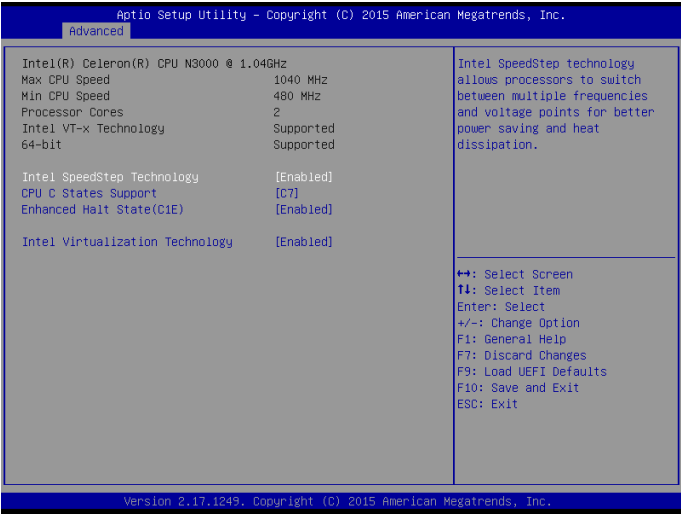 Aptio Setup Utility – Copyright (C) 2015 American Megatrends, Inc.
Advanced
Intel(R) Celeron(R) CPU N3000 @ 1.04GHz
Max CPU Speed 1040 MHz
Min CPU Speed 480 MHz
Processor Cores 2
Intel VT-x Technology Supported
64-bit Supported
Intel SpeedStep Technology [Enabled]
CPU C States Support [C7]
Enhanced Halt State(C1E) [Enabled]
Intel Virtualization Technology [Enabled]
Intel SpeedStep technology
allows processors to switch
between multiple frequencies
and voltage points for better
power saving and heat
dissipation.
↔: Select Screen
↑↓: Select Item
Enter: Select
+/-: Change Option
F1: General Help
F7: Discard Changes
F9: Load UEFI Defaults
F10: Save and Exit
ESC: Exit
Version 2.17.1249. Copyright (C) 2015 American Megatrends, Inc.